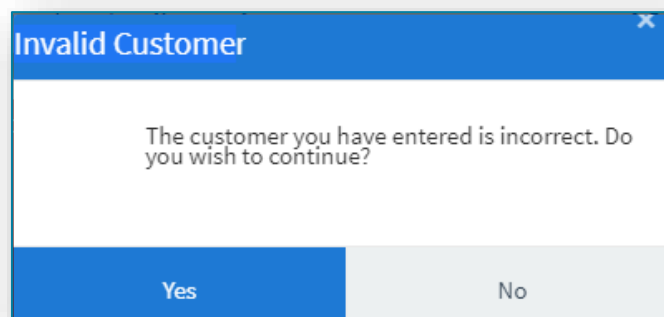 Invalid Customer
The customer you have entered is incorrect. Do
you wish to continue?
Yes
No